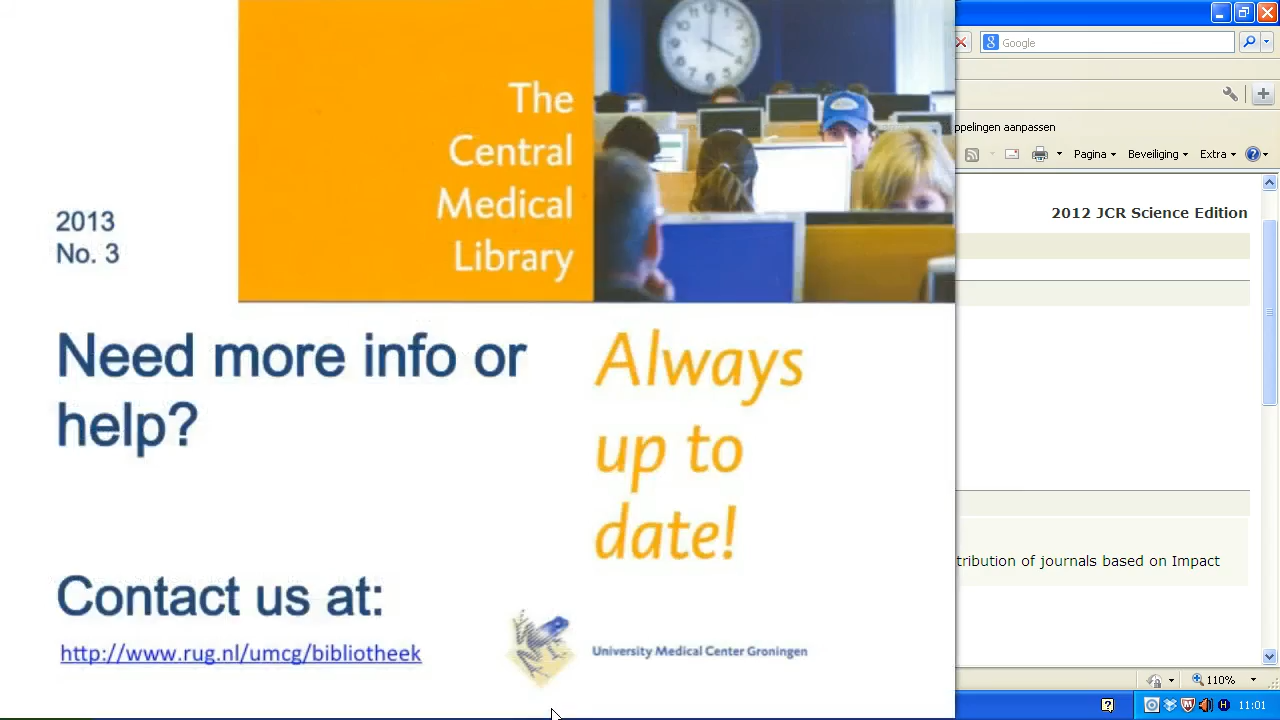 The
Central
Medical
Library
2013
No. 3
Need more info or
help?
Always
up to
date!
Contact us at:
http://www.rug.nl/umcg/bibliotheek
University Medical Center Groningen
Google
ppelingen aanpassen
Pagina
Beveiliging
Extra
2012 JCR Science Edition
tribution of journals based on Impact
110%
11:01